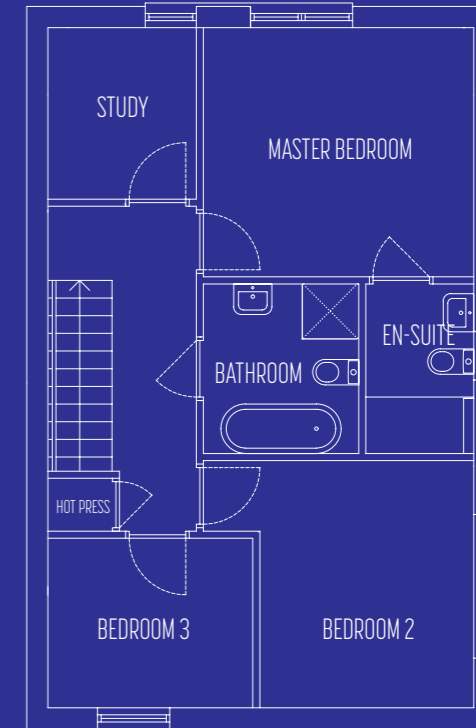 STUDY
MASTER BEDROOM
EN-SUITE
BATHROOM
HOT PRESS
BEDROOM 3
BEDROOM 2